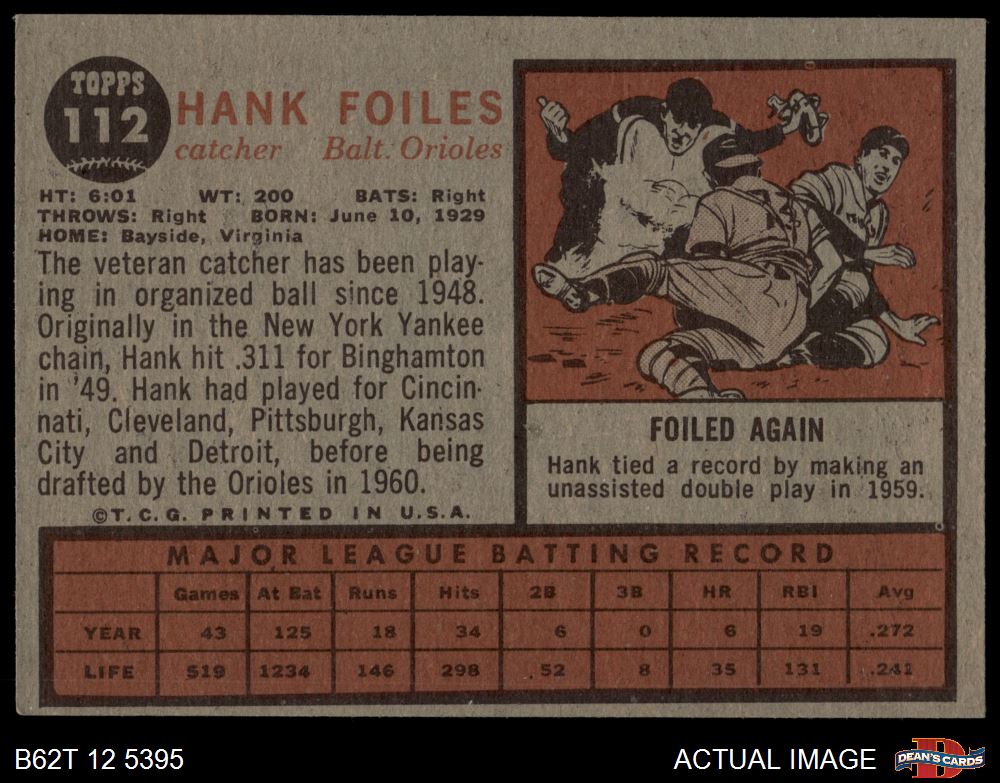 TOPPS
112
HANK FOILES
catcher Balt. Orioles
HT: 6:01 WT: 200 BATS: Right
THROWS: Right BORN: June 10, 1929
HOME: Bayside, Virginia
The veteran catcher has been play-
ing in organized ball since 1948.
Originally in the New York Yankee
chain, Hank hit .311 for Binghamton
in '49. Hank had played for Cincin-
nati, Cleveland, Pittsburgh, Kansas
City and Detroit, before being
drafted by the Orioles in 1960.
©T.C.G. PRINTED IN U.S.A.
14
FOILED AGAIN
Hank tied a record by making an
unassisted double play in 1959.
MAJOR LEAGUE BATTING RECORD
Games At Bat Runs Hits 2B 3B HR RBI Avg
YEAR 43 125 18 34 6 0 6 19 .272
LIFE 519 1234 146 298 52 8 35 131 .241
B62T 12 5395
ACTUAL IMAGE
D
DEAN'S CARDS